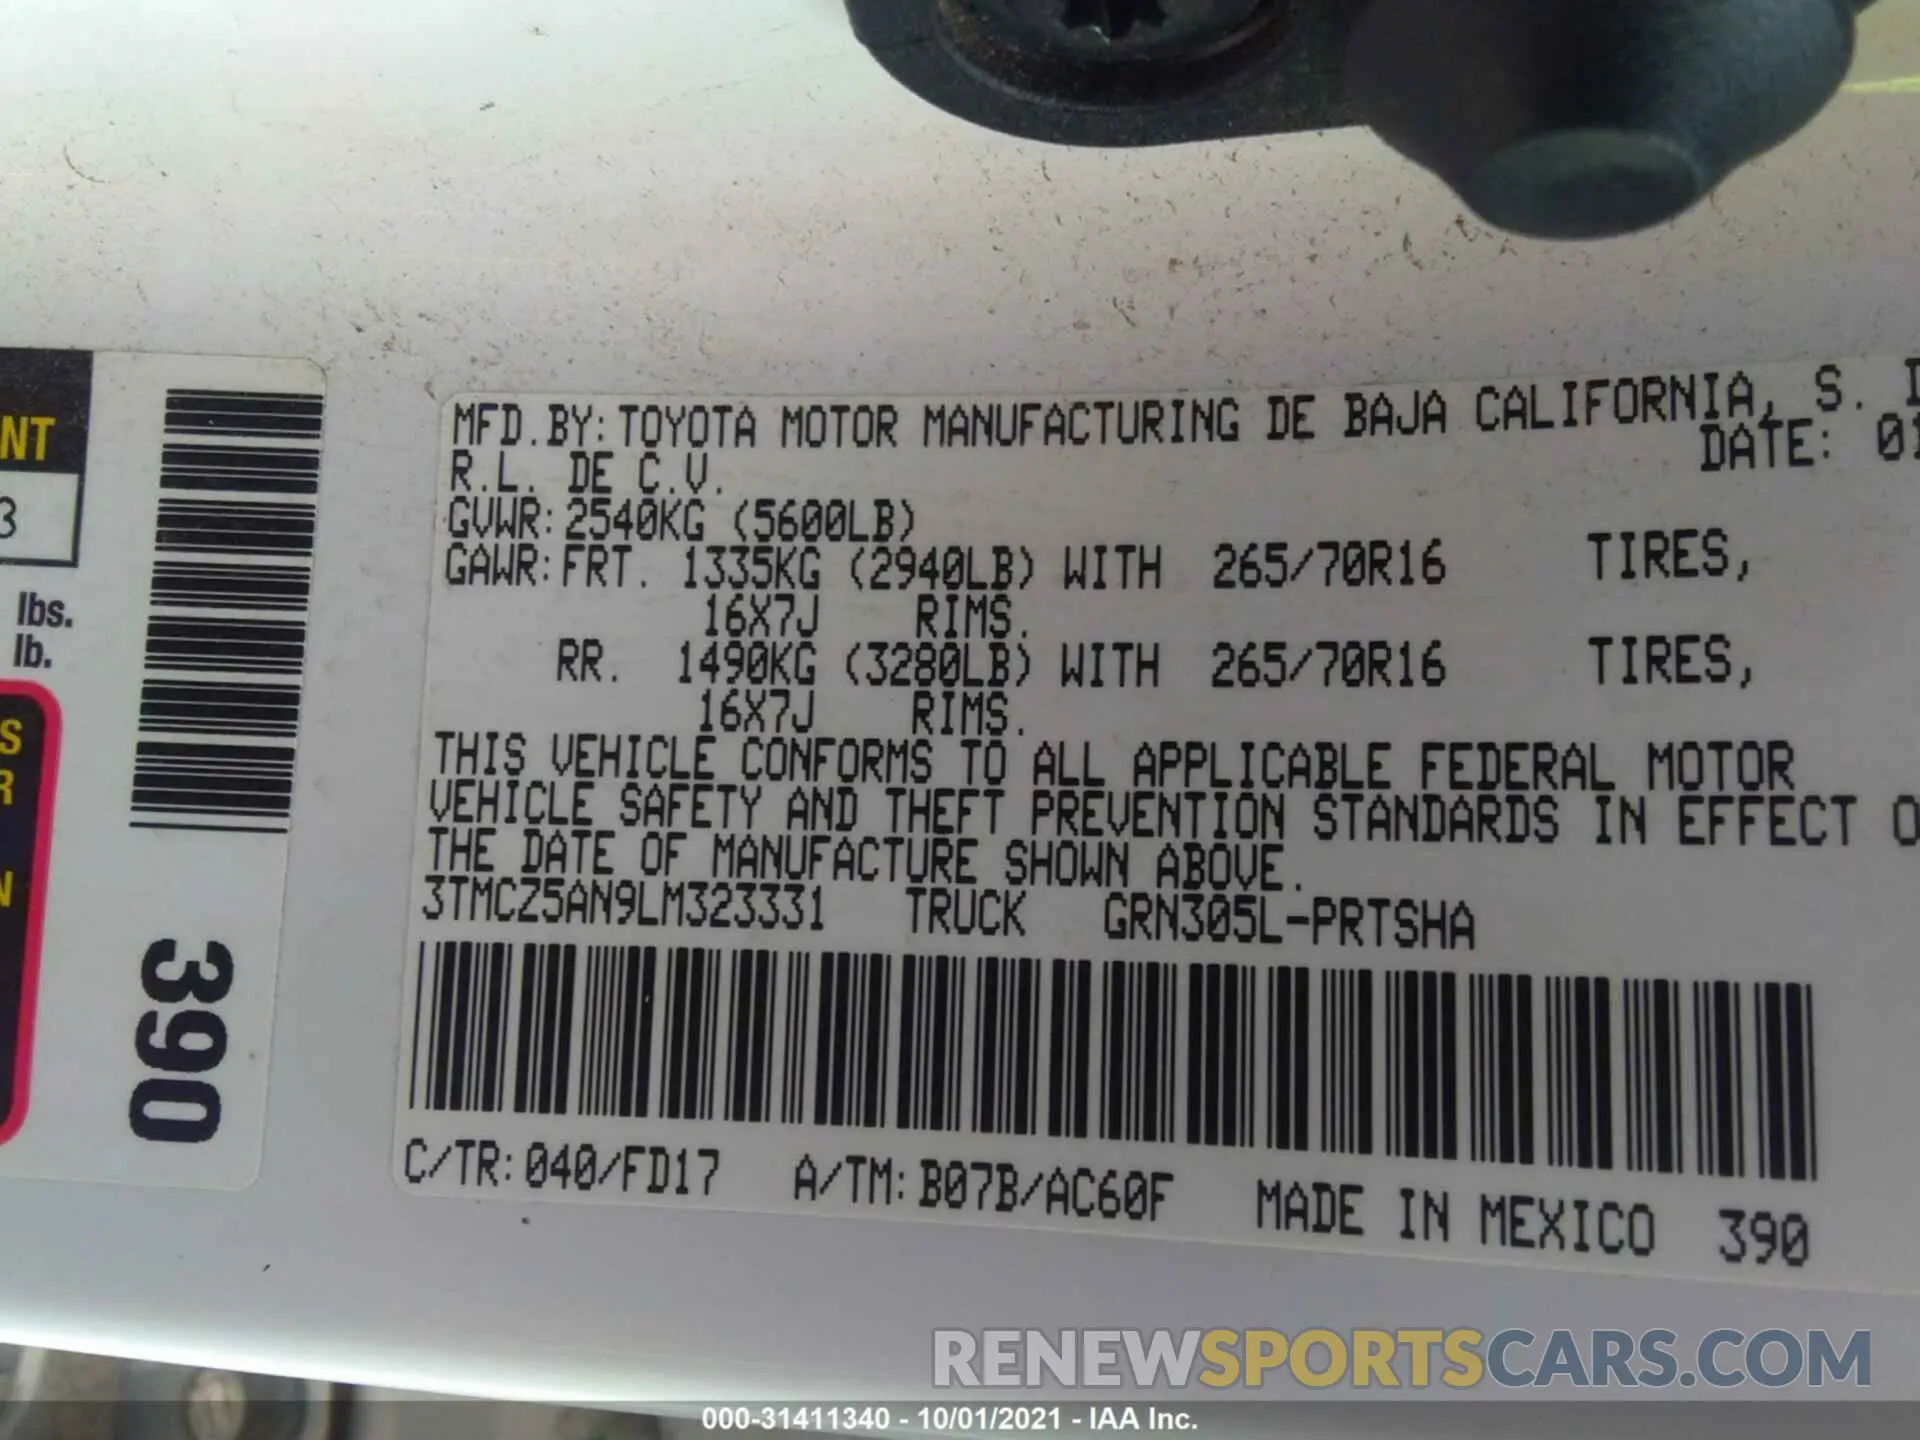 NT
3
lbs.
lb.
S
R
N
390
MFD.BY:TOYOTA MOTOR MANUFACTURING DE BAJA CALIFORNIA, S. D
R.L. DE C.V.
DATE: 01
GVWR:2540KG (5600LB)
GAWR:FRT. 1335KG (2940LB) WITH 265/70R16 TIRES,
16X7J RIMS.
RR. 1490KG (3280LB) WITH 265/70R16 TIRES,
16X7J RIMS.
THIS VEHICLE CONFORMS TO ALL APPLICABLE FEDERAL MOTOR
VEHICLE SAFETY AND THEFT PREVENTION STANDARDS IN EFFECT O
THE DATE OF MANUFACTURE SHOWN ABOVE.
3TMCZ5AN9LM323331 TRUCK GRN305L-PRTSHA
C/TR:040/FD17 A/TM:B07B/AC60F MADE IN MEXICO 390
RENEWSPORTSCARS.COM
000-31411340 - 10/01/2021 - IAA Inc.